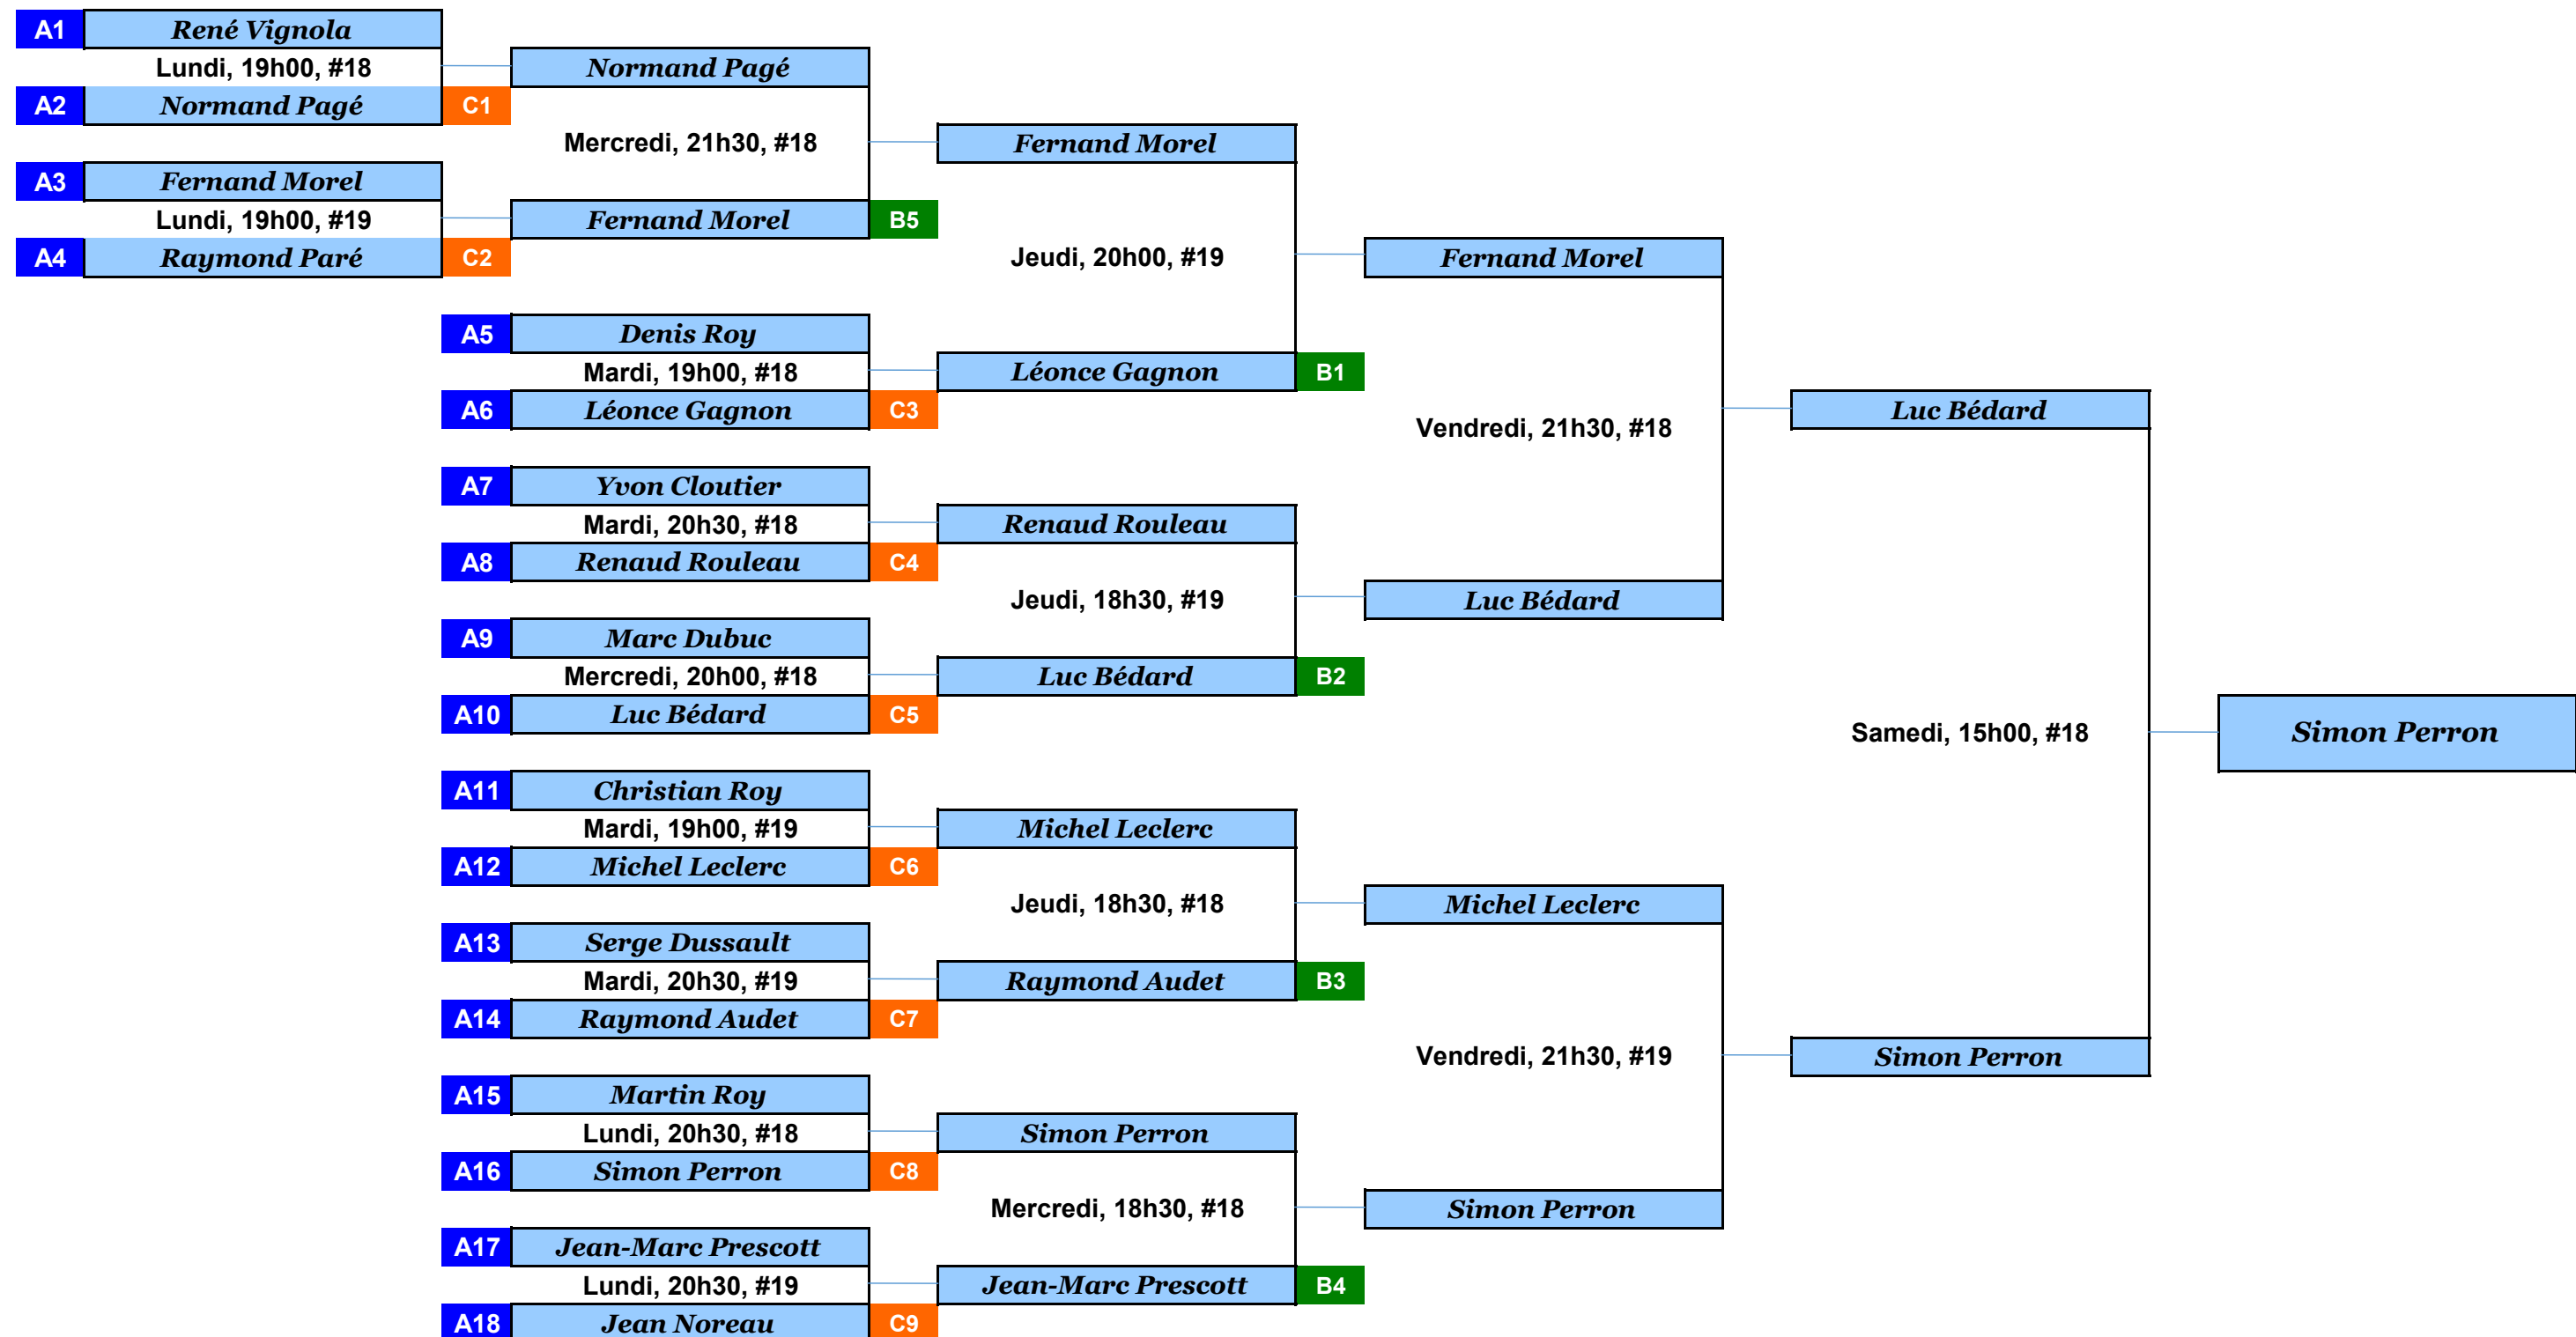 A1 René Vignola
Lundi, 19h00, #18
Normand Pagé
A2 Normand Pagé C1
Mercredi, 21h30, #18
Fernand Morel
A3 Fernand Morel
Lundi, 19h00, #19
Fernand Morel B5
A4 Raymond Paré C2
Jeudi, 20h00, #19
Fernand Morel
A5 Denis Roy
Mardi, 19h00, #18
Léonce Gagnon B1
A6 Léonce Gagnon C3
Vendredi, 21h30, #18
Luc Bédard
A7 Yvon Cloutier
Mardi, 20h30, #18
Renaud Rouleau
A8 Renaud Rouleau C4
Jeudi, 18h30, #19
Luc Bédard
A9 Marc Dubuc
Mercredi, 20h00, #18
Luc Bédard B2
A10 Luc Bédard C5
Samedi, 15h00, #18
Simon Perron
A11 Christian Roy
Mardi, 19h00, #19
Michel Leclerc
A12 Michel Leclerc C6
Jeudi, 18h30, #18
Michel Leclerc
A13 Serge Dussault
Mardi, 20h30, #19
Raymond Audet B3
A14 Raymond Audet C7
Vendredi, 21h30, #19
Simon Perron
A15 Martin Roy
Lundi, 20h30, #18
Simon Perron
A16 Simon Perron C8
Mercredi, 18h30, #18
Simon Perron
A17 Jean-Marc Prescott
Lundi, 20h30, #19
Jean-Marc Prescott B4
A18 Jean Noreau C9